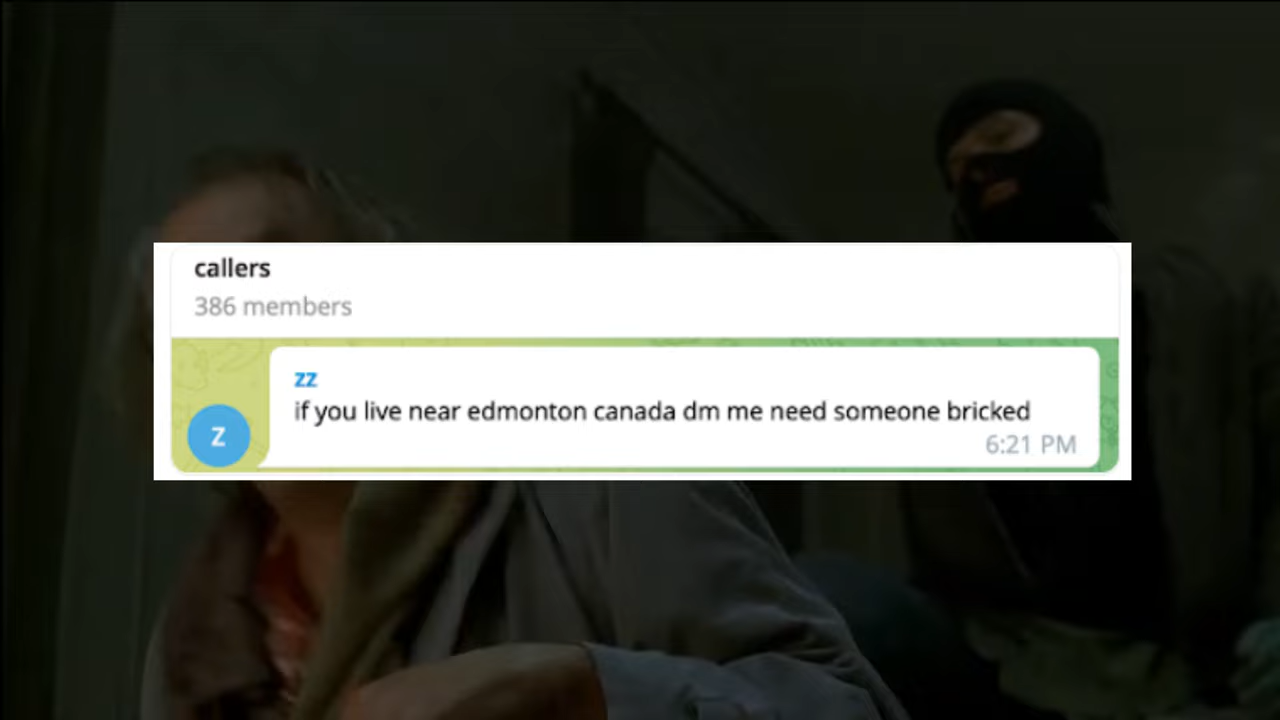 callers
386 members
zz
if you live near edmonton canada dm me need someone bricked
6:21 PM
Z